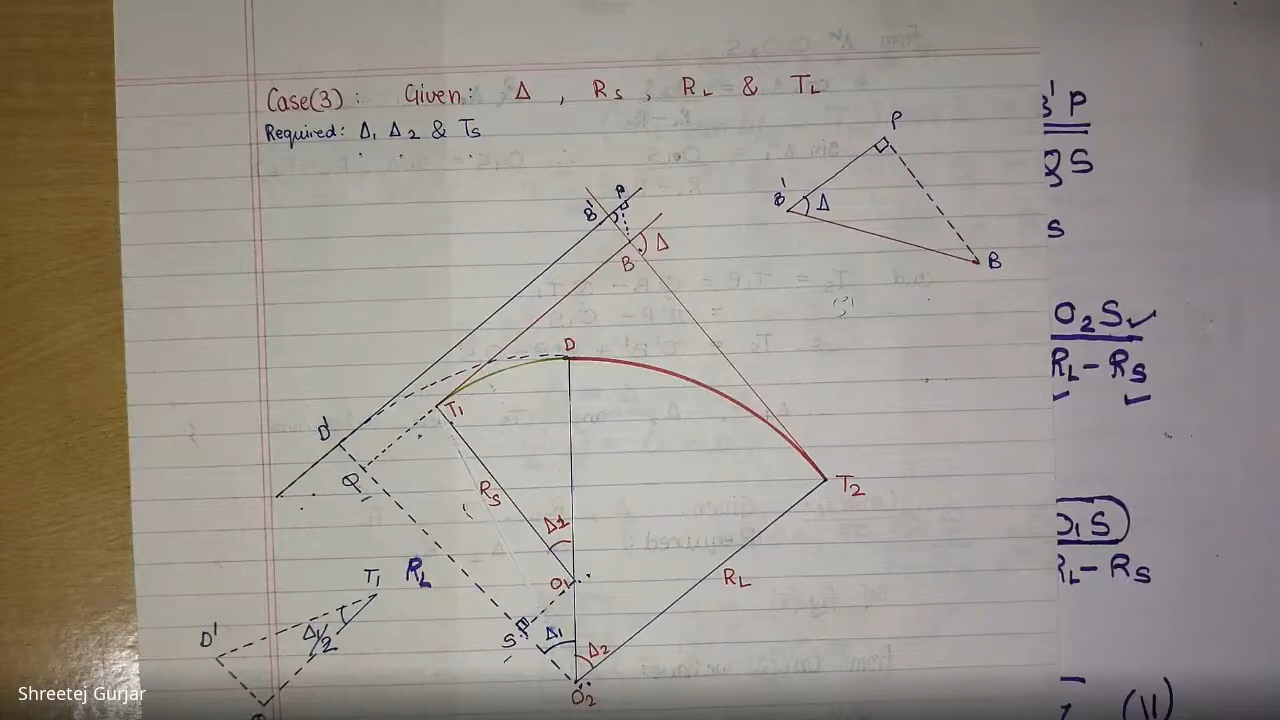 Case(3) : Given: Δ , Rs , RL & TL
Required: Δ1 Δ2 & Ts
P
B'
Δ
B
B'
P
B
Δ
D
T1
D'
Q
Rs
Δ1
O1
T2
RL
S
Δ1
Δ2
O2
T1
RL
D'
Δ1/2
P
S
S
O2S✓
RL-Rs
O1S
RL-Rs
(11)
Shreetej Gurjar